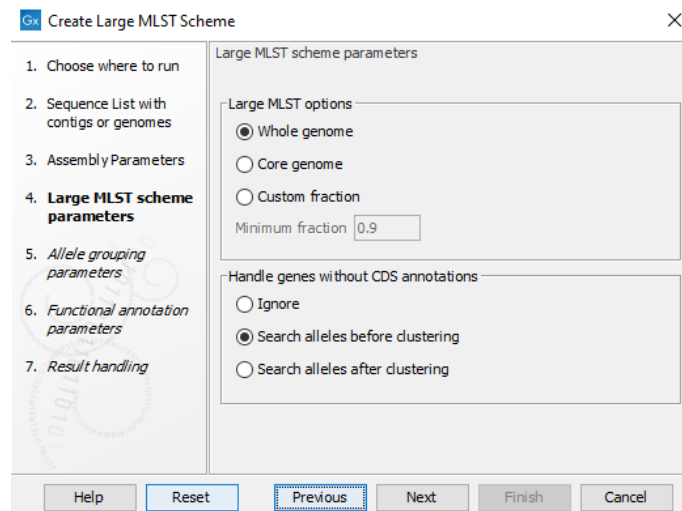 Gx Create Large MLST Scheme
1. Choose where to run
2. Sequence List with
contigs or genomes
3. Assembly Parameters
4. Large MLST scheme
parameters
5. Allele grouping
parameters
6. Functional annotation
parameters
7. Result handling
Large MLST scheme parameters
Large MLST options
Whole genome
Core genome
Custom fraction
Minimum fraction 0.9
Handle genes without CDS annotations
Ignore
Search alleles before clustering
Search alleles after clustering
Help Reset Previous Next Finish Cancel